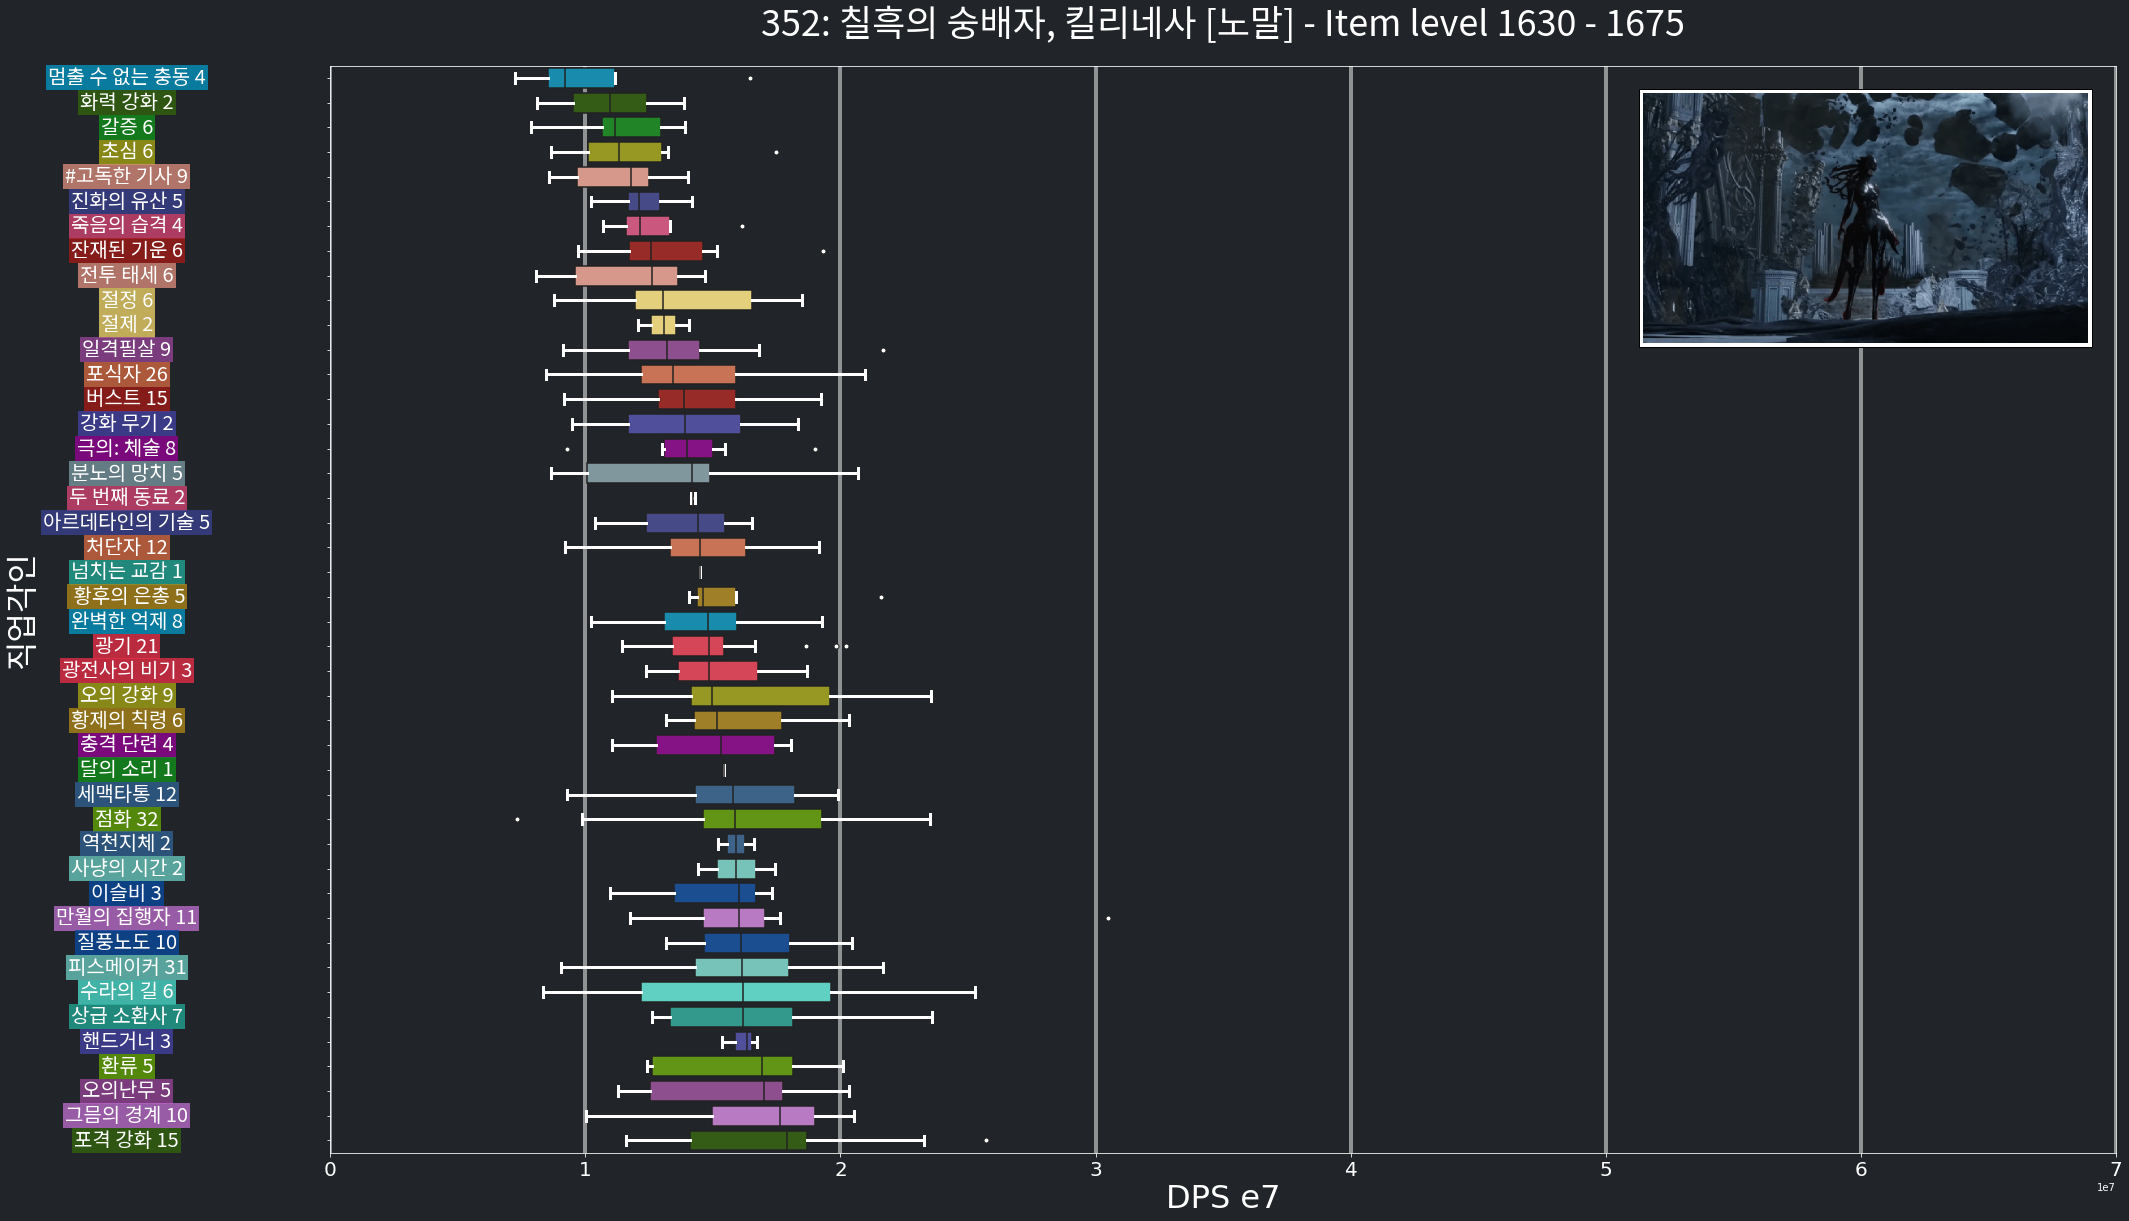 352: 칠흑의 숭배자, 킬리네사 [노말] - Item level 1630 - 1675
직업각인
멈출 수 없는 충동 4
화력 강화 2
갈증 6
초심 6
#고독한 기사 9
진화의 유산 5
죽음의 습격 4
잔재된 기운 6
전투 태세 6
절정 6
절제 2
일격필살 9
포식자 26
버스트 15
강화 무기 2
극의: 체술 8
분노의 망치 5
두 번째 동료 2
아르데타인의 기술 5
처단자 12
넘치는 교감 1
황후의 은총 5
완벽한 억제 8
광기 21
광전사의 비기 3
오의 강화 9
황제의 칙령 6
충격 단련 4
달의 소리 1
세맥타통 12
점화 32
역천지체 2
사냥의 시간 2
이슬비 3
만월의 집행자 11
질풍노도 10
피스메이커 31
수라의 길 6
상급 소환사 7
핸드거너 3
환류 5
오의난무 5
그믐의 경계 10
포격 강화 15
0 1 2 3 4 5 6 7
1e7
DPS e7